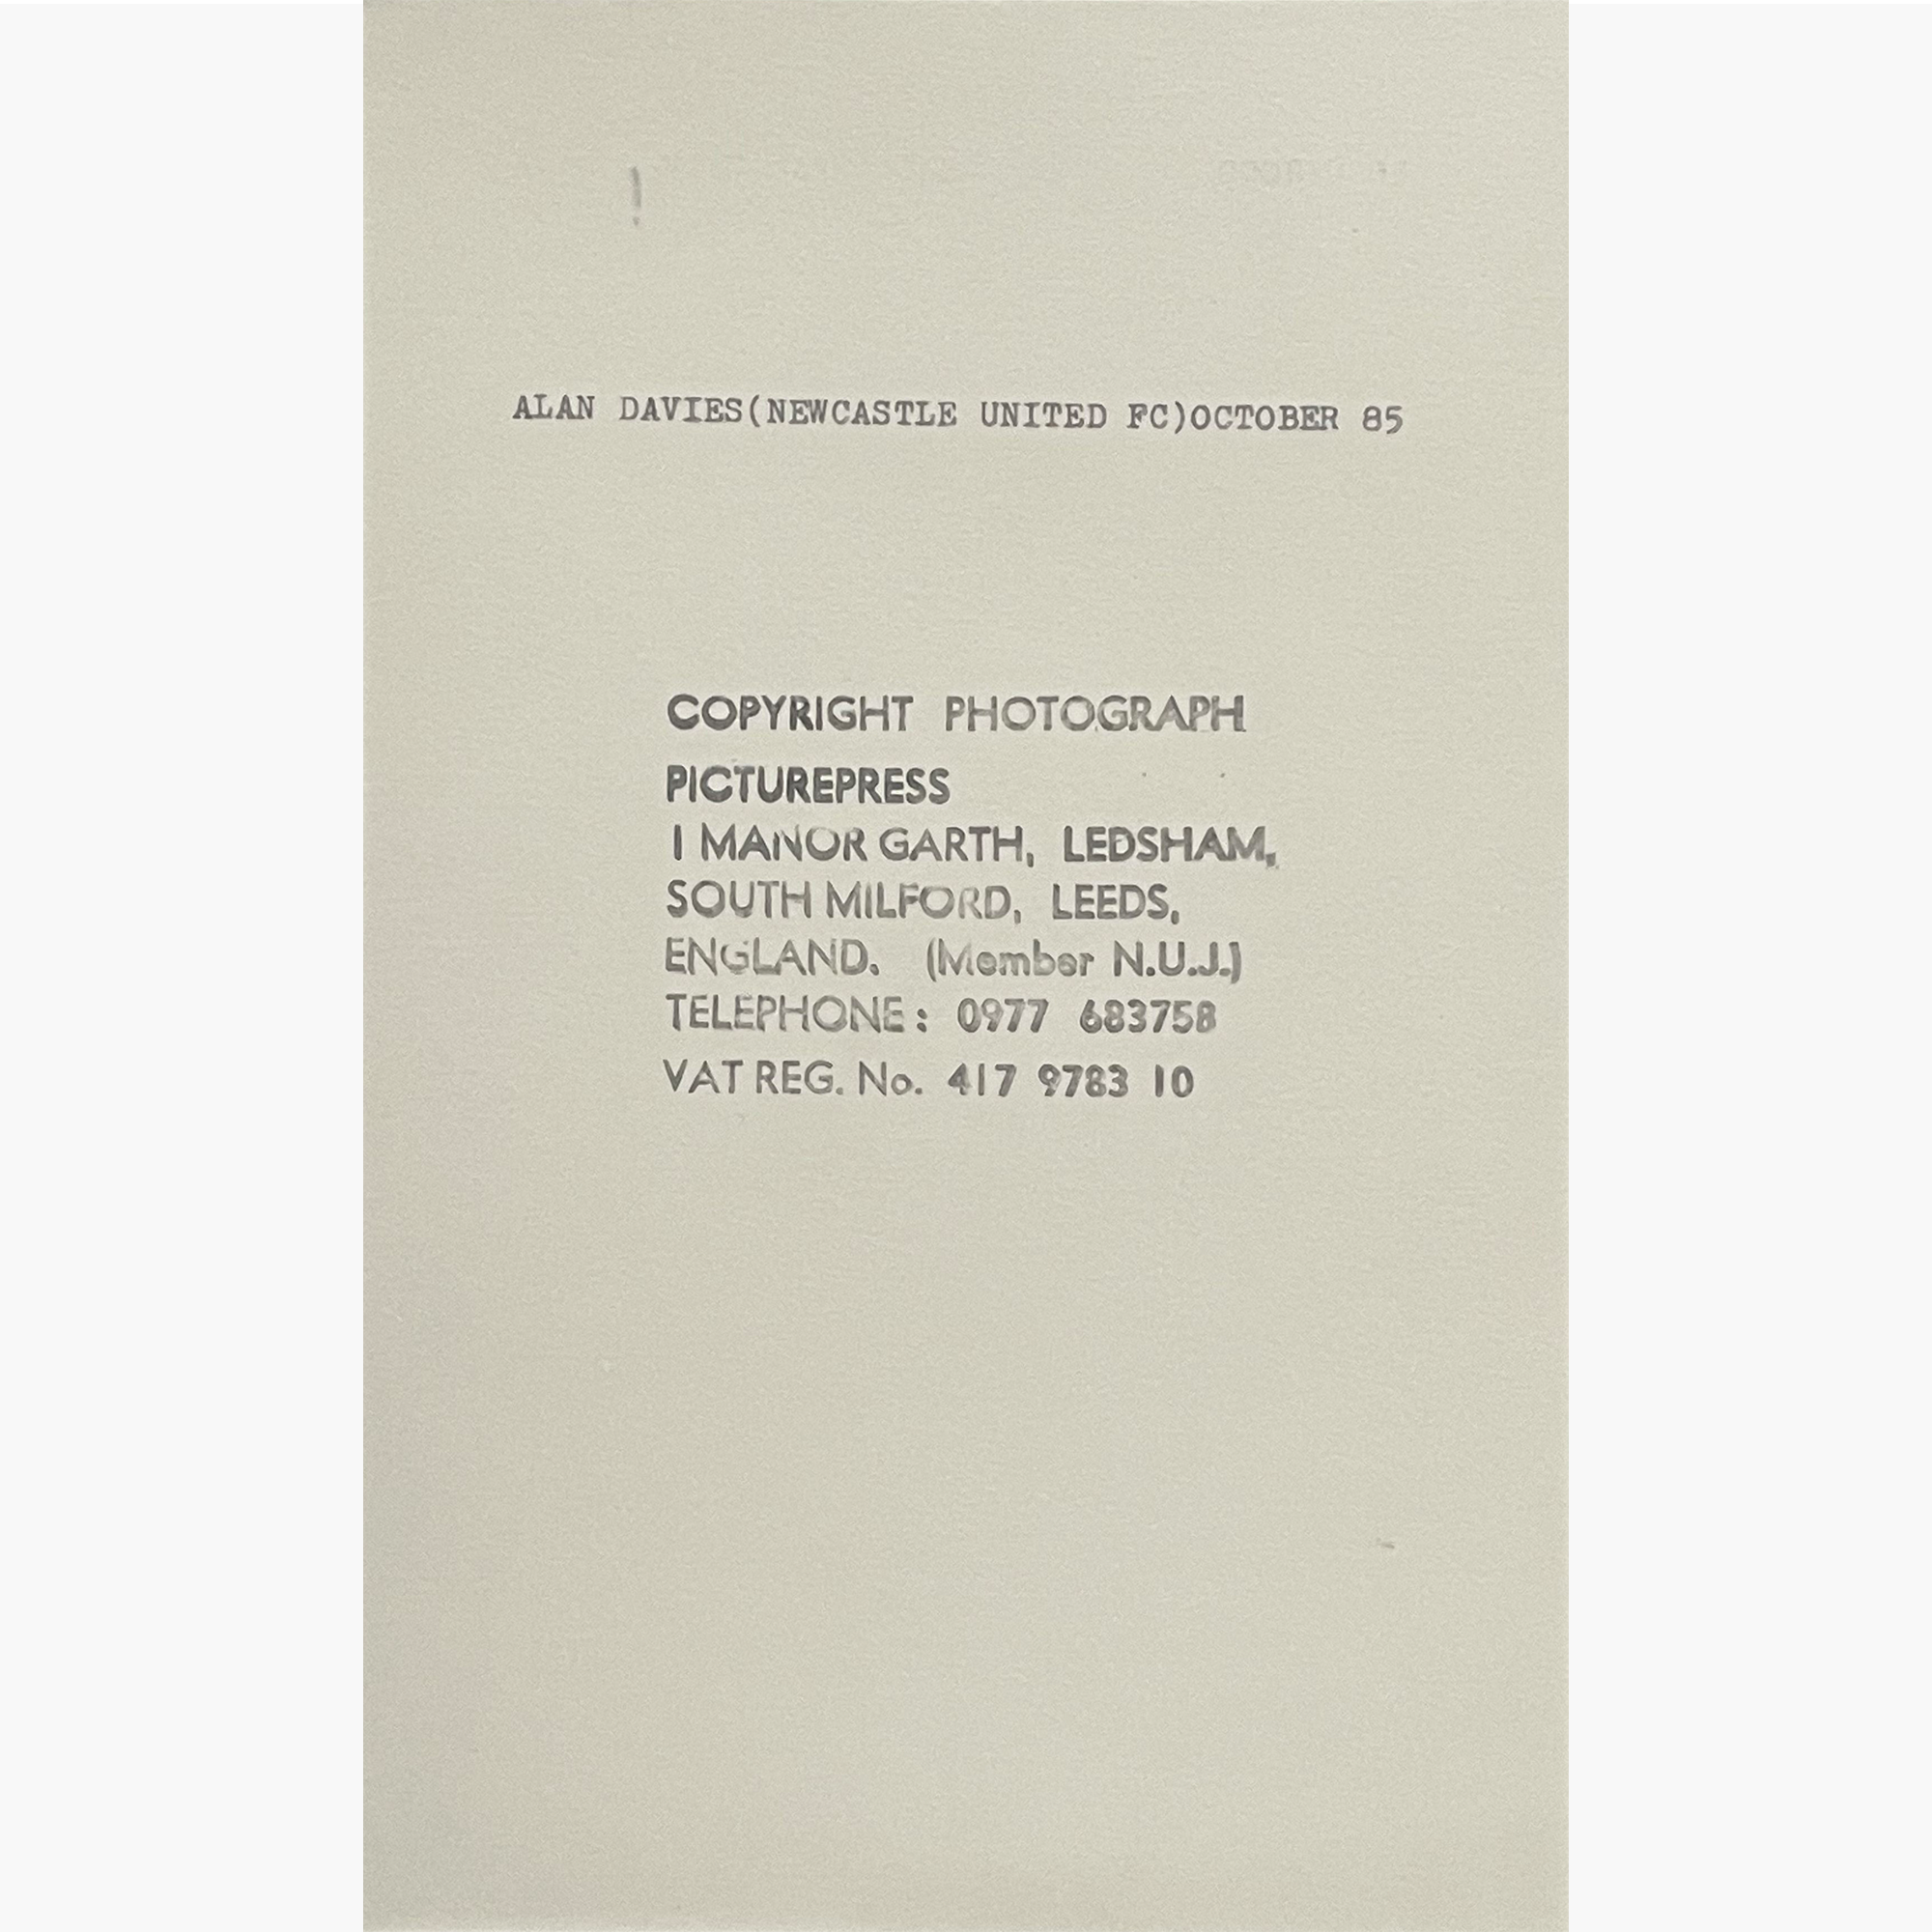 ALAN DAVIES(NEWCASTLE UNITED FC)OCTOBER 85
COPYRIGHT PHOTOGRAPH
PICTUREPRESS
1 MANOR GARTH, LEDSHAM,
SOUTH MILFORD, LEEDS,
ENGLAND. (Member N.U.J.)
TELEPHONE: 0977 683758
VAT REG. No. 417 9783 10